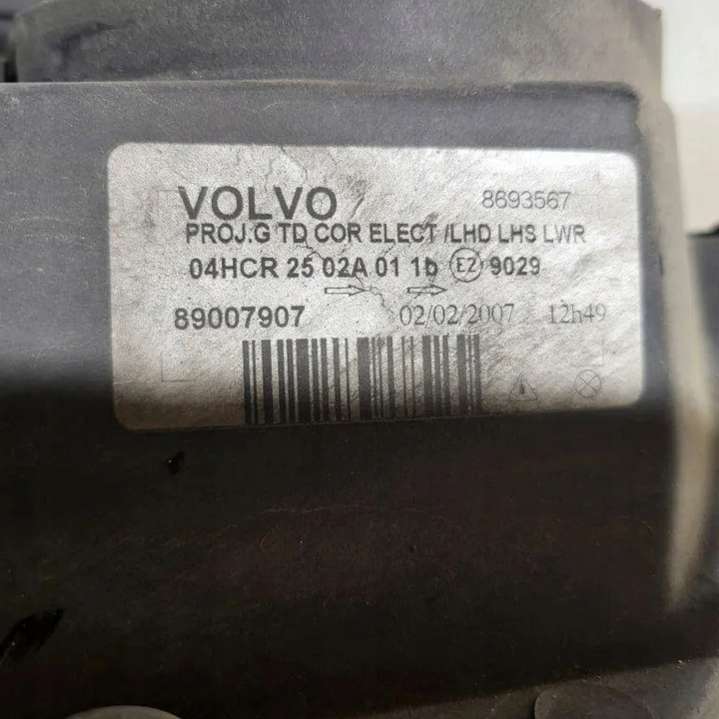 VOLVO 8693567
PROJ.G TD COR ELECT /LHD LHS LWR
04HCR 25 02A 01 1b E2 9029
89007907 02/02/2007 12h49